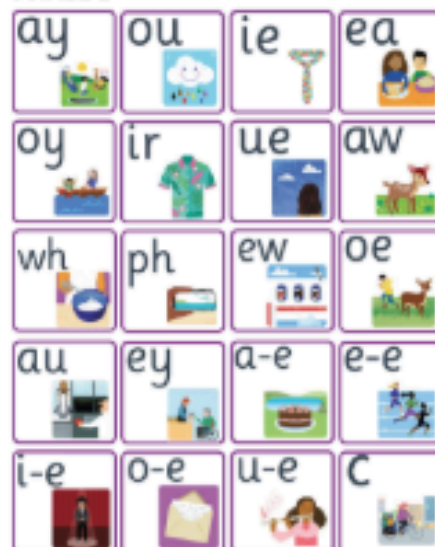 ay ou ie ea
oy ir ue aw
wh ph ew oe
au ey a-e e-e
i-e o-e u-e c